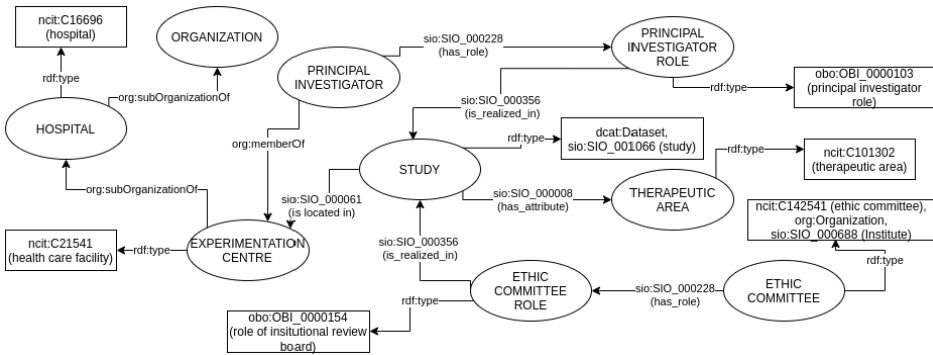 ncit:C16696
(hospital)
ORGANIZATION
rdf:type
org:subOrganizationOf
HOSPITAL
PRINCIPAL
INVESTIGATOR
sio:SIO_000228
(has_role)
PRINCIPAL
INVESTIGATOR
ROLE
rdf:type
obo:OBI_0000103
(principal investigator
role)
sio:SIO_000356
(is_realized_in)
org:memberOf
STUDY
rdf:type
dcat:Dataset,
sio:SIO_001066 (study)
rdf:type
ncit:C101302
(therapeutic area)
sio:SIO_000008
(has_attribute)
THERAPEUTIC
AREA
org:subOrganizationOf
sio:SIO_000061
(is located in)
ncit:C21541
(health care facility)
rdf:type
EXPERIMENTATION
CENTRE
sio:SIO_000356
(is_realized_in)
ncit:C142541 (ethic committee),
org:Organization,
sio:SIO_000688 (Institute)
rdf:type
ETHIC
COMMITTEE
ROLE
sio:SIO_000228
(has_role)
ETHIC
COMMITTEE
rdf:type
obo:OBI_0000154
(role of insitutional review
board)